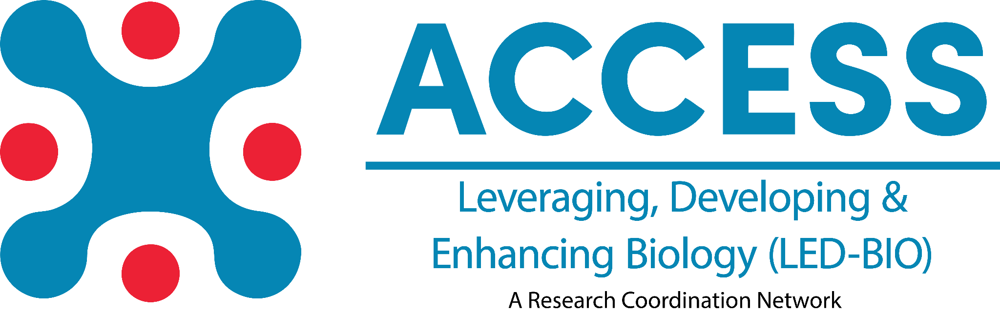 ACCESS
Leveraging, Developing &
Enhancing Biology (LED-BIO)
A Research Coordination Network